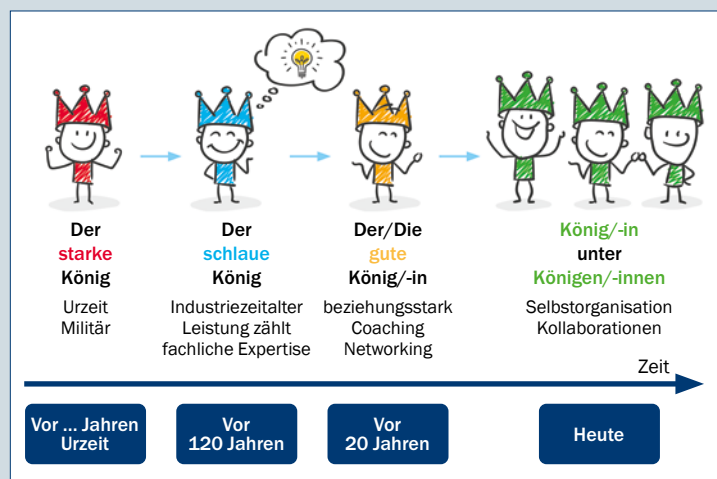 Der
starke
König
Urzeit
Militär
Der
schlaue
König
Industriezeitalter
Leistung zählt
fachliche Expertise
Der/Die
gute
König/-in
beziehungsstark
Coaching
Networking
König/-in
unter
Königen/-innen
Selbstorganisation
Kollaborationen
Zeit
Vor ... Jahren
Urzeit
Vor
120 Jahren
Vor
20 Jahren
Heute